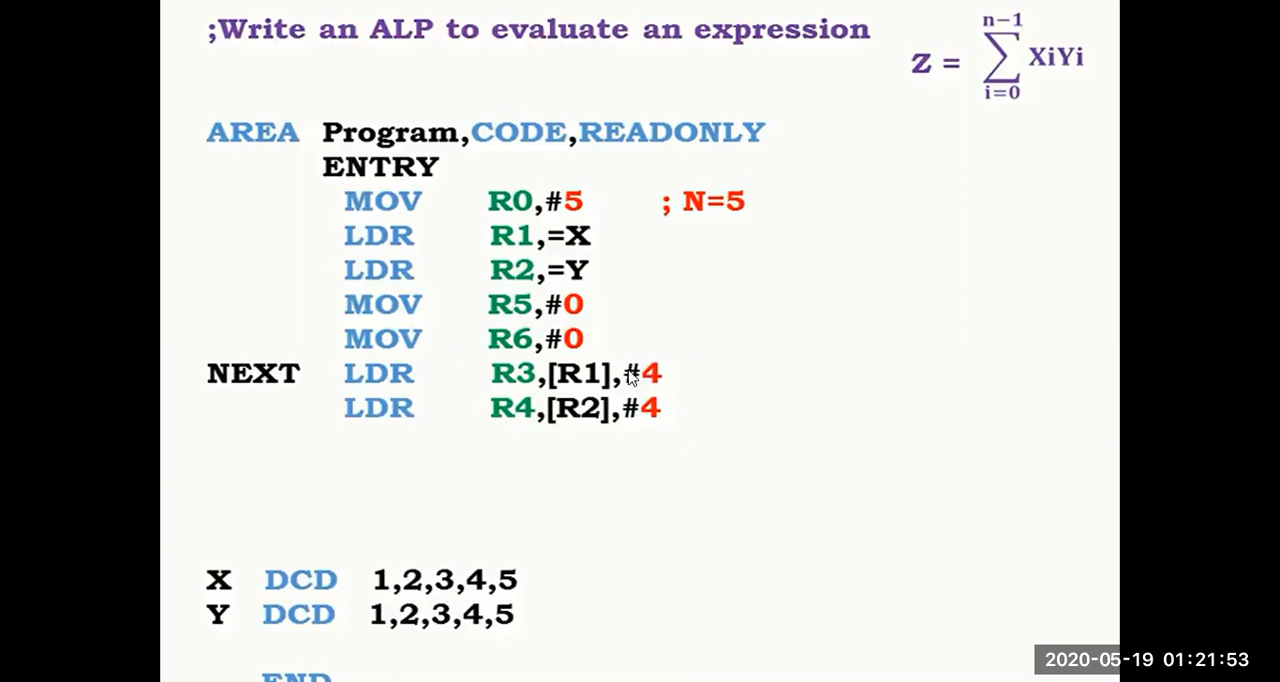 ;Write an ALP to evaluate an expression
Z = n-1 ∑ i=0 XiYi
AREA Program,CODE,READONLY
ENTRY
MOV R0,#5 ; N=5
LDR R1,=X
LDR R2,=Y
MOV R5,#0
MOV R6,#0
NEXT LDR R3,[R1],#4
LDR R4,[R2],#4
X DCD 1,2,3,4,5
Y DCD 1,2,3,4,5
END
2020-05-19 01:21:53